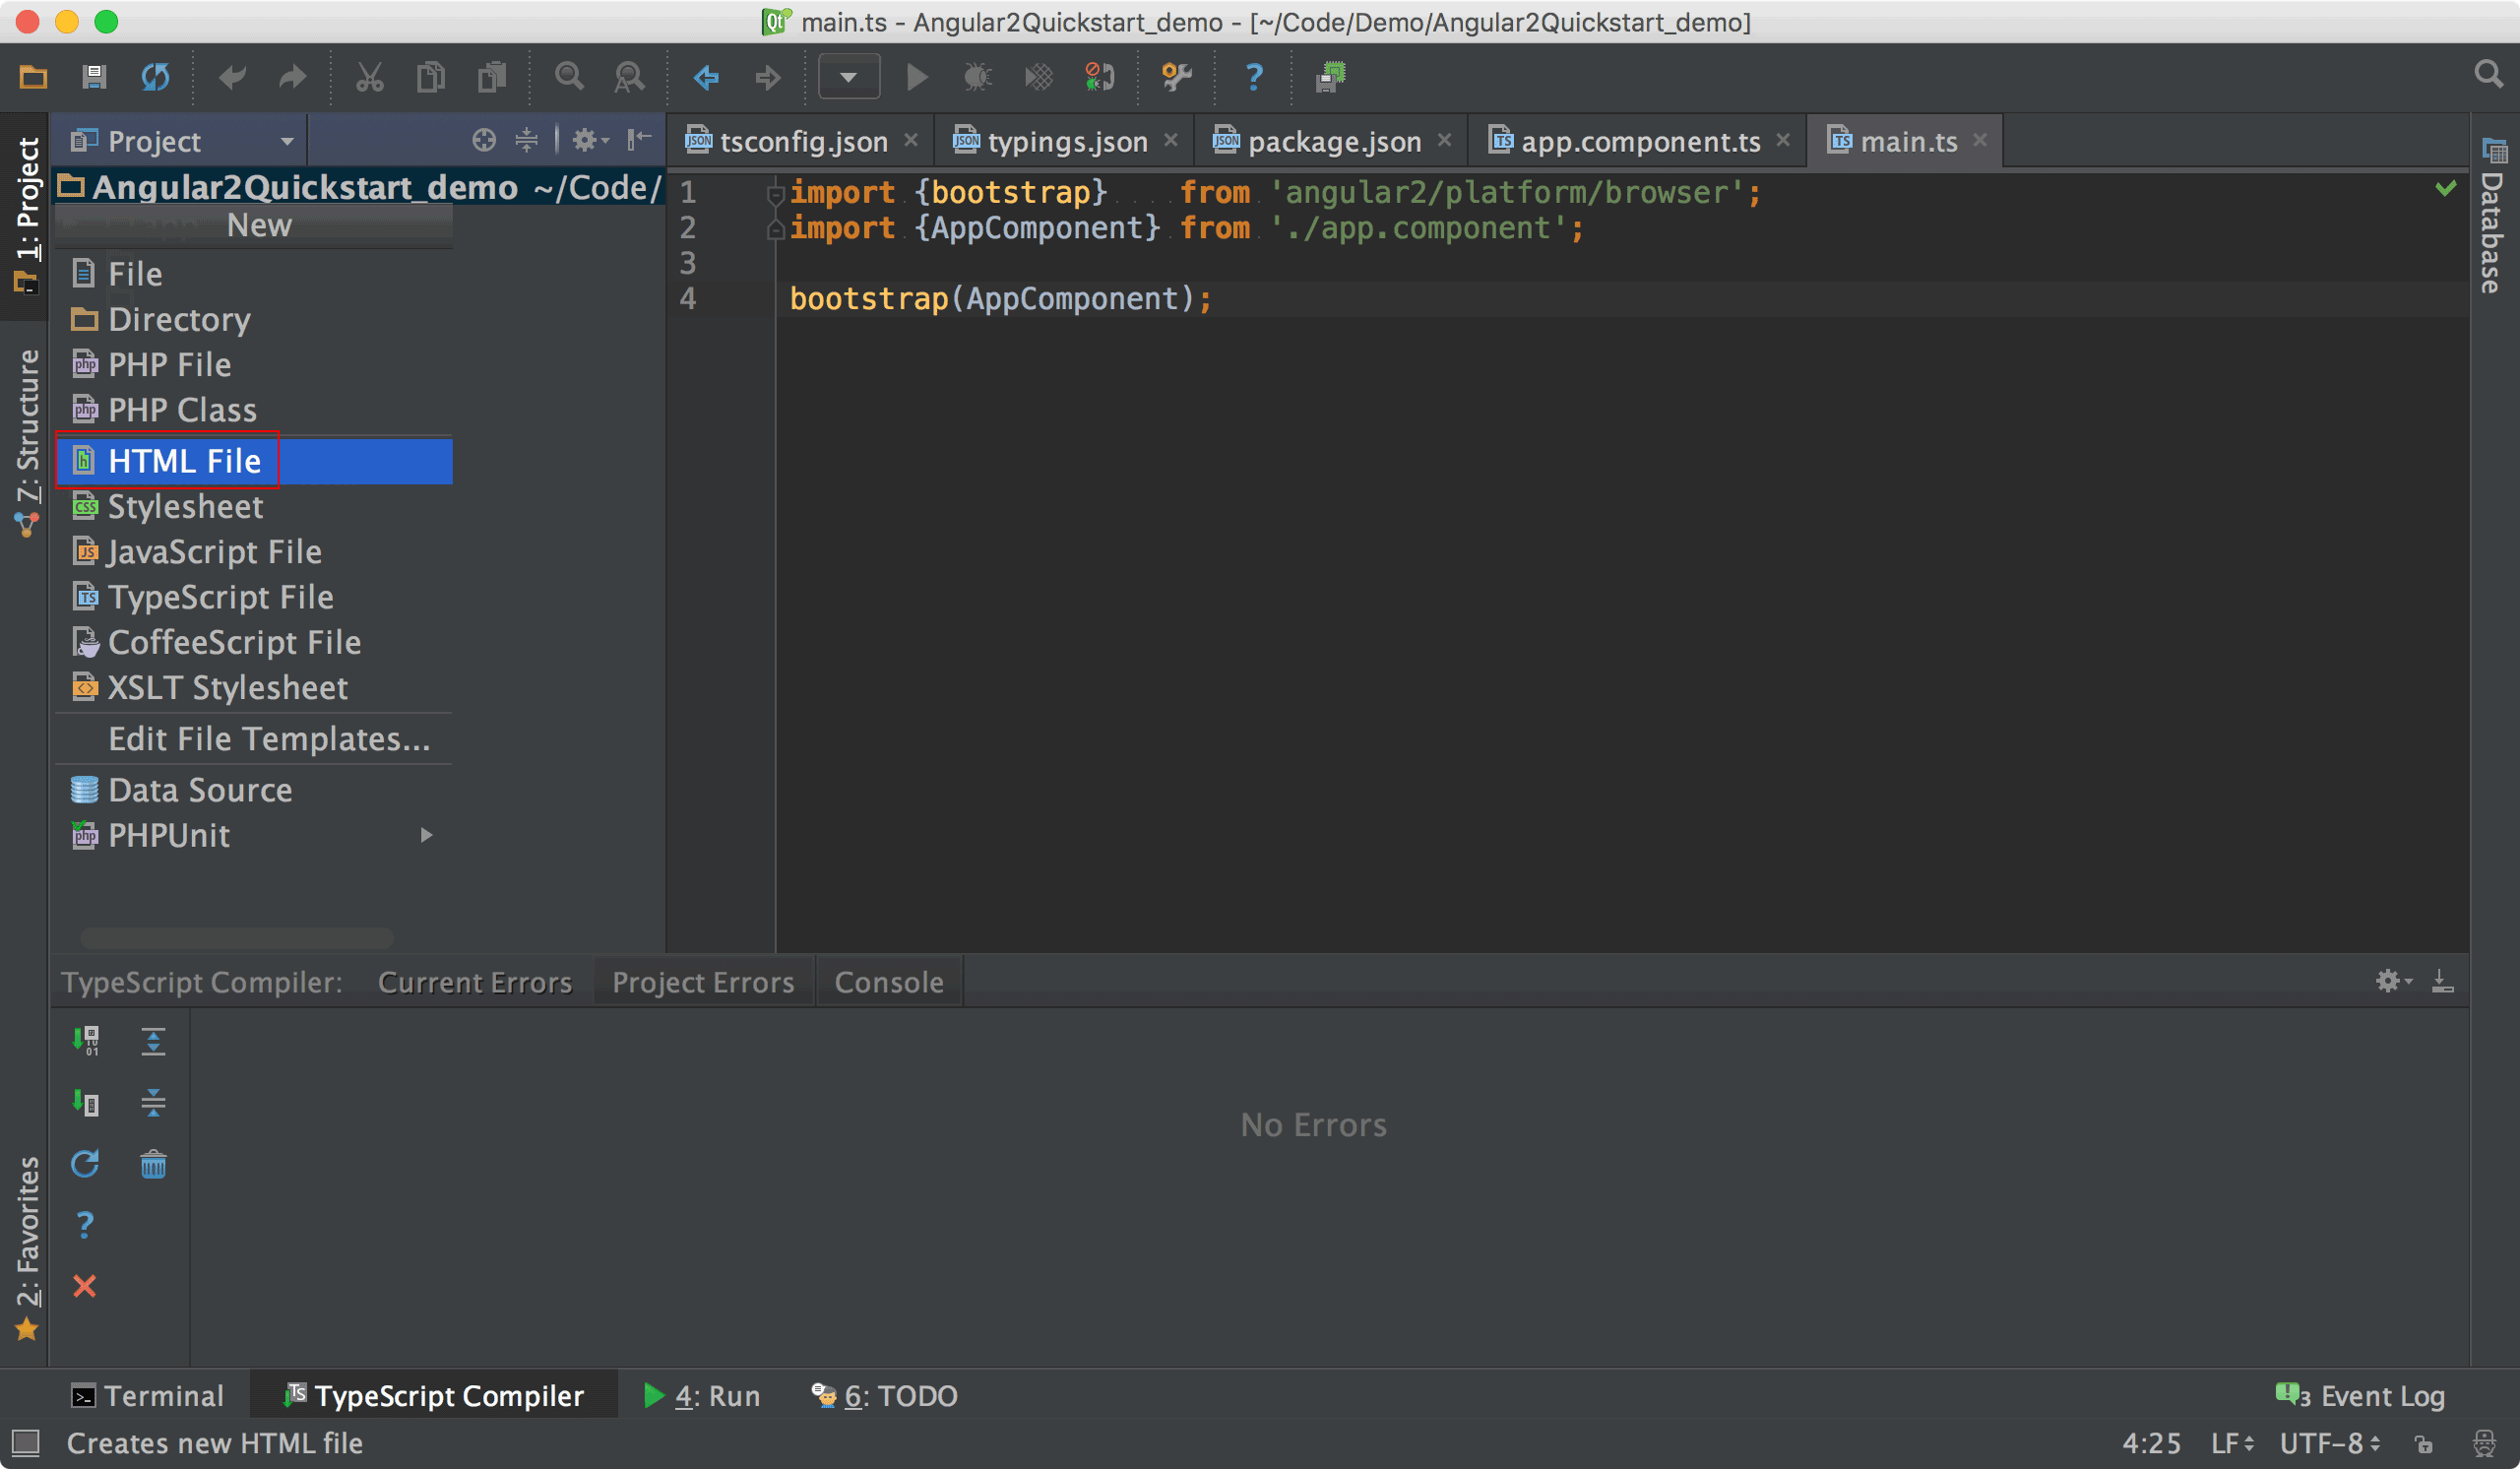 main.ts - Angular2Quickstart_demo - [~/Code/Demo/Angular2Quickstart_demo]
Project
tsconfig.json
typings.json
package.json
app.component.ts
main.ts
1: Project
7: Structure
2: Favorites
Database
Angular2Quickstart_demo ~/Code/
New
File
Directory
PHP File
PHP Class
HTML File
Stylesheet
JavaScript File
TypeScript File
CoffeeScript File
XSLT Stylesheet
Edit File Templates...
Data Source
PHPUnit
1 import {bootstrap}     from 'angular2/platform/browser';
2 import {AppComponent} from './app.component';
3
4 bootstrap(AppComponent);
TypeScript Compiler: Current Errors Project Errors Console
No Errors
Terminal TypeScript Compiler 4: Run 6: TODO 3 Event Log
Creates new HTML file 4:25 LF UTF-8